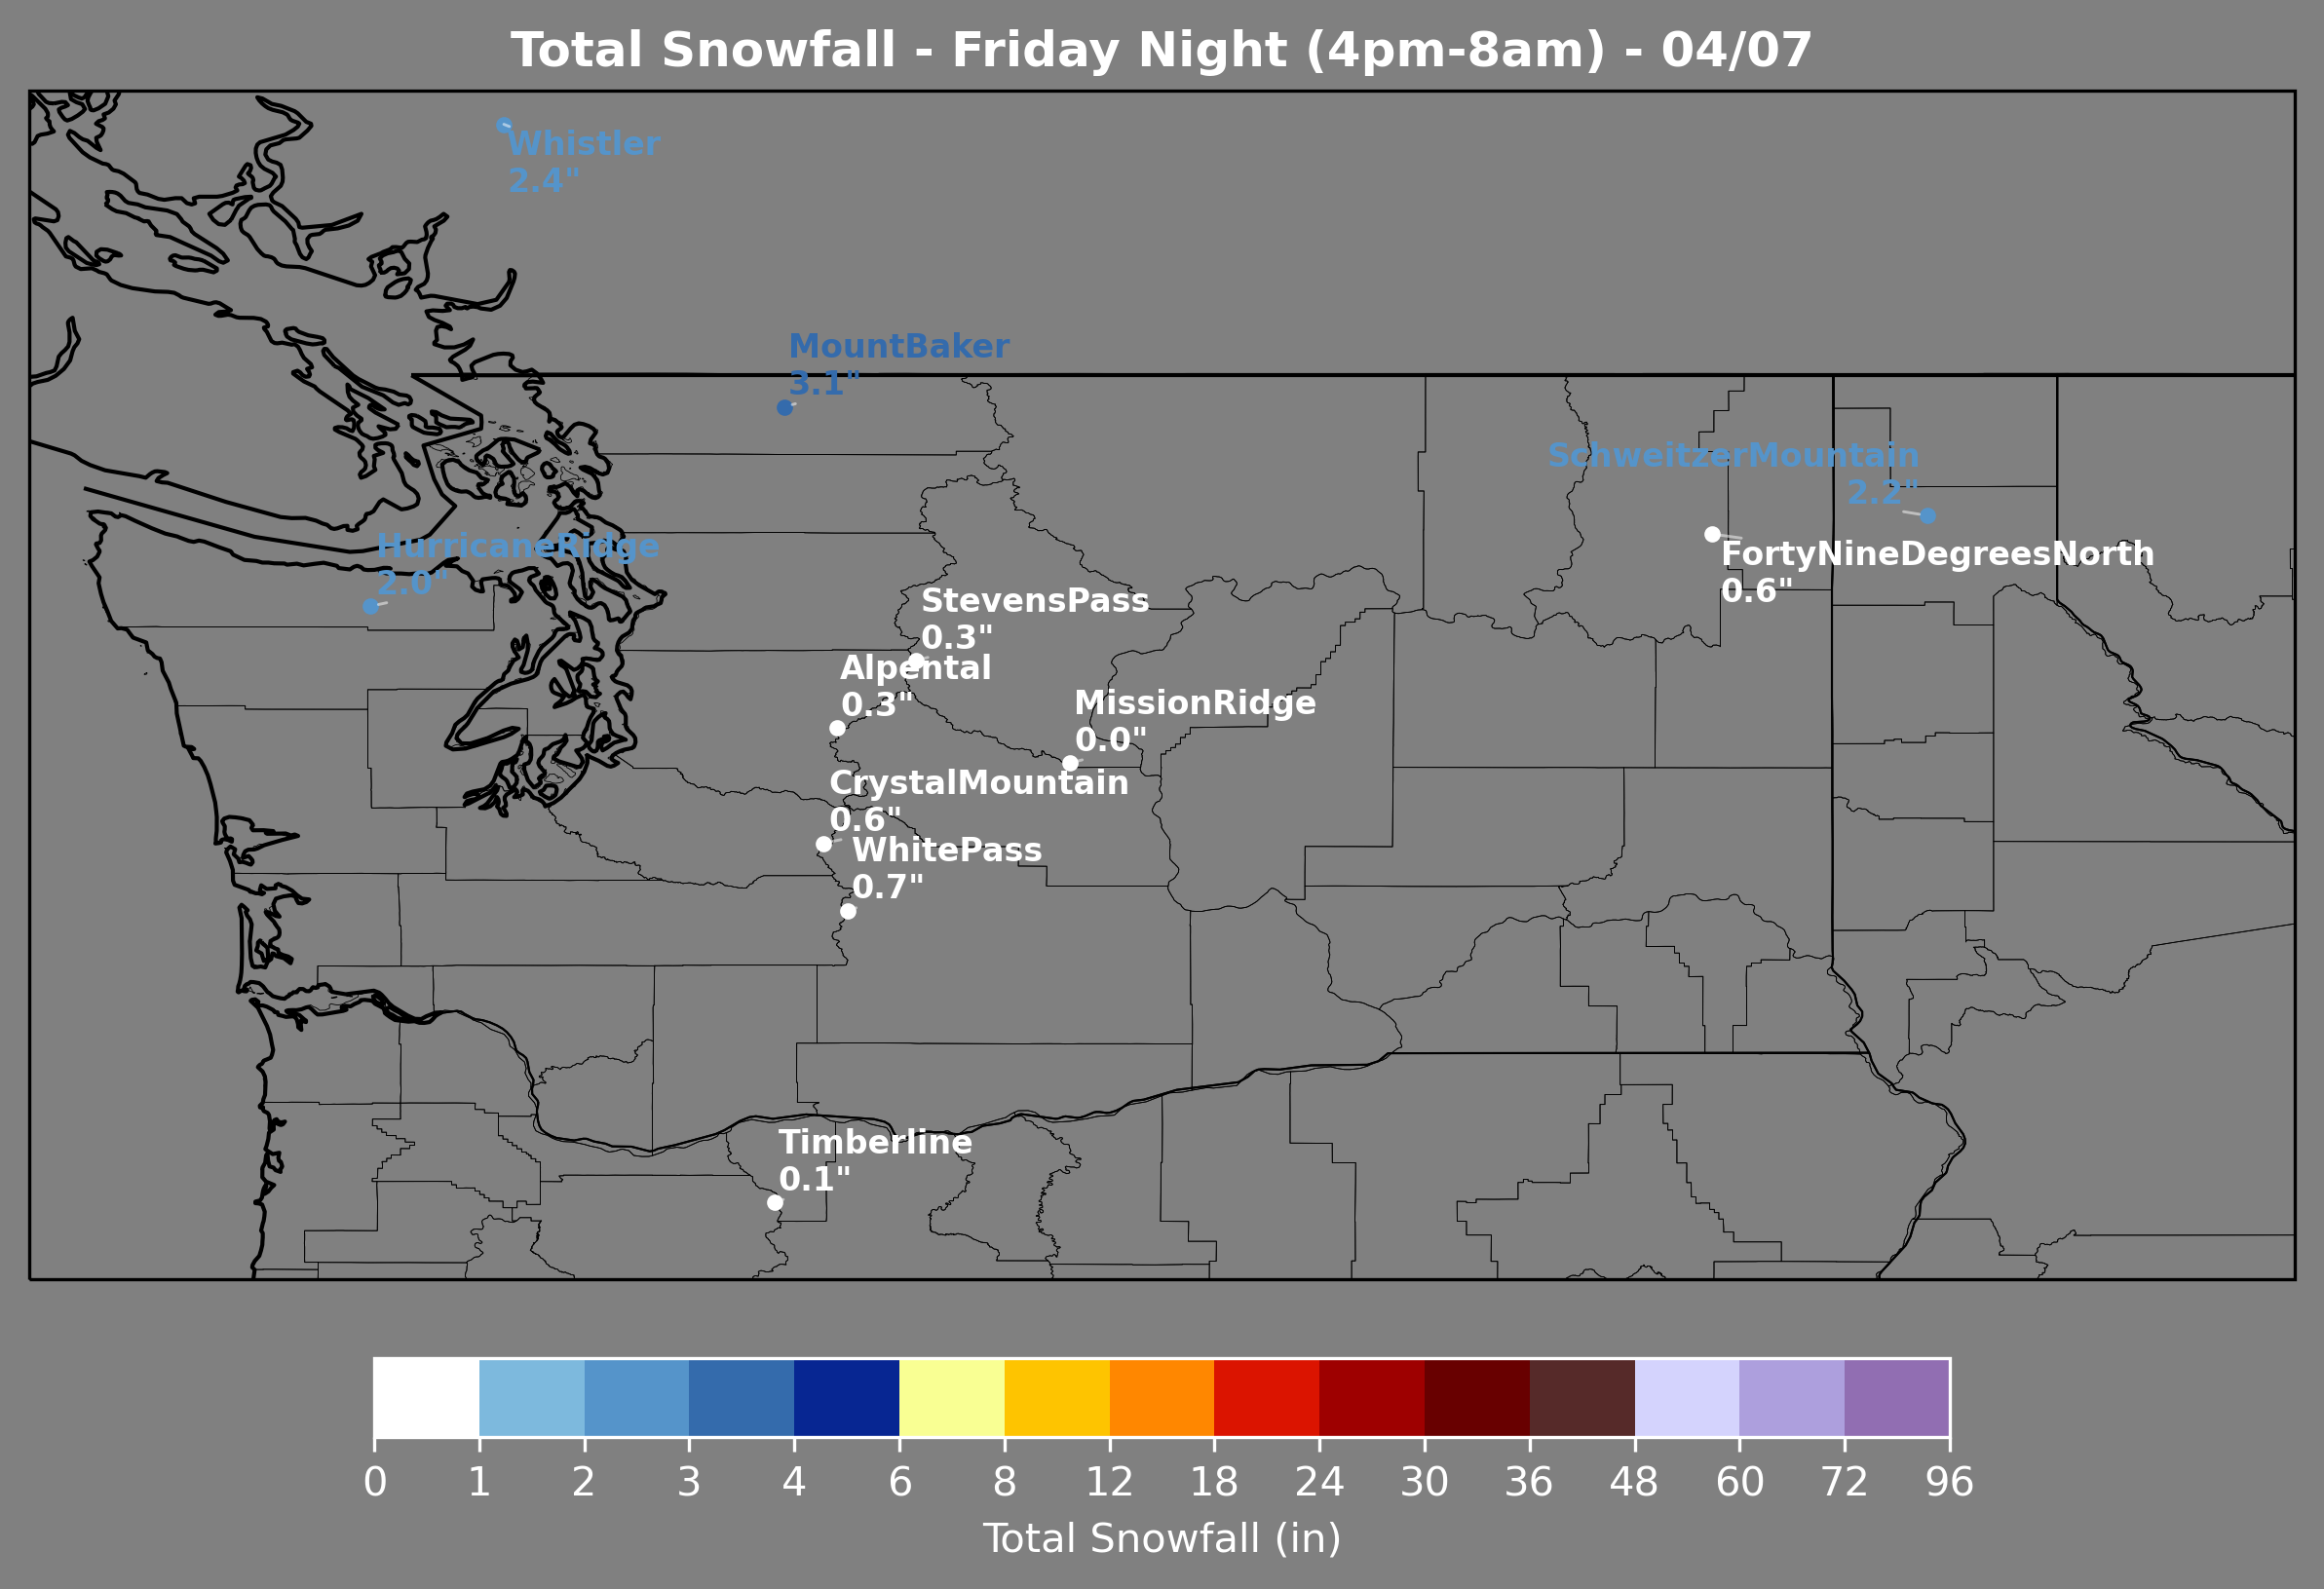 Total Snowfall - Friday Night (4pm-8am) - 04/07
Whistler
2.4"
MountBaker
3.1"
SchweitzerMountain
2.2"
HurricaneRidge
2.0"
FortyNineDegreesNorth
0.6"
StevensPass
0.3"
Alpental
0.3"
MissionRidge
0.0"
CrystalMountain
0.6"
WhitePass
0.7"
Timberline
0.1"
0 1 2 3 4 6 8 12 18 24 30 36 48 60 72 96
Total Snowfall (in)